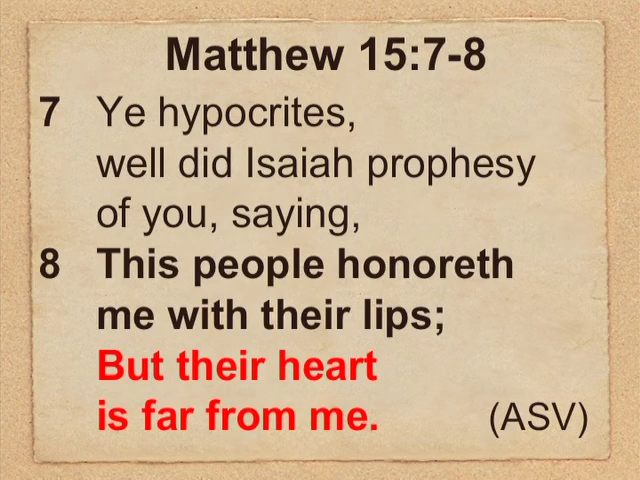 Matthew 15:7-8
7 Ye hypocrites,
well did Isaiah prophesy
of you, saying,
8 This people honoreth
me with their lips;
But their heart
is far from me. (ASV)